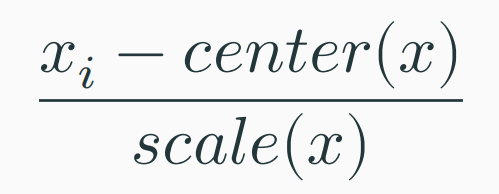 x_i − center(x)
scale(x)